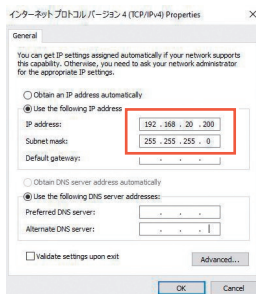 インターネット プロトコル バージョン 4 (TCP/IPv4) Properties
General
You can get IP settings assigned automatically if your network supports
this capability. Otherwise, you need to ask your network administrator
for the appropriate IP settings.
Obtain an IP address automatically
Use the following IP address
IP address: 192 . 168 . 20 . 200
Subnet mask: 255 . 255 . 255 . 0
Default gateway: . . .
Obtain DNS server address automatically
Use the following DNS server addresses:
Preferred DNS server: . . .
Alternate DNS server: . . .
Validate settings upon exit
Advanced...
OK Cancel